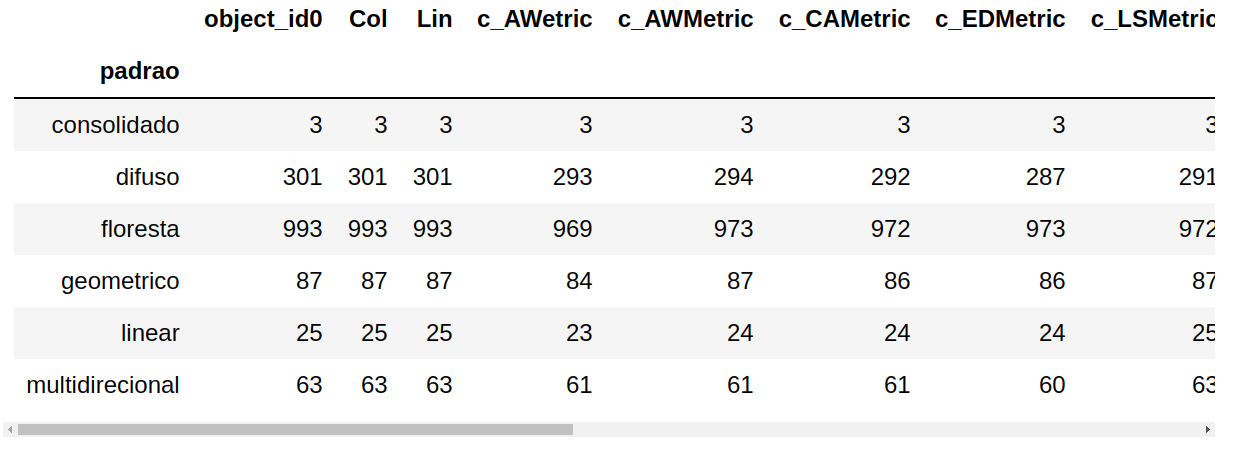 object_id0 Col Lin c_AWetric c_AWMetric c_CAMetric c_EDMetric c_LSMetric
padrao
consolidado 3 3 3 3 3 3 3 3
difuso 301 301 301 293 294 292 287 291
floresta 993 993 993 969 973 972 973 972
geometrico 87 87 87 84 87 86 86 87
linear 25 25 25 23 24 24 24 25
multidirecional 63 63 63 61 61 61 60 63